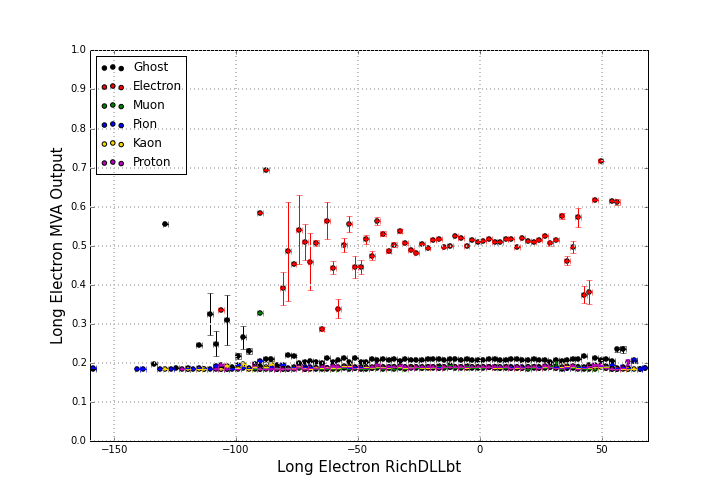 1.0
0.9
0.8
0.7
0.6
0.5
0.4
0.3
0.2
0.1
0.0
Long Electron MVA Output
Ghost
Electron
Muon
Pion
Kaon
Proton
−150 −100 −50 0 50
Long Electron RichDLLbt